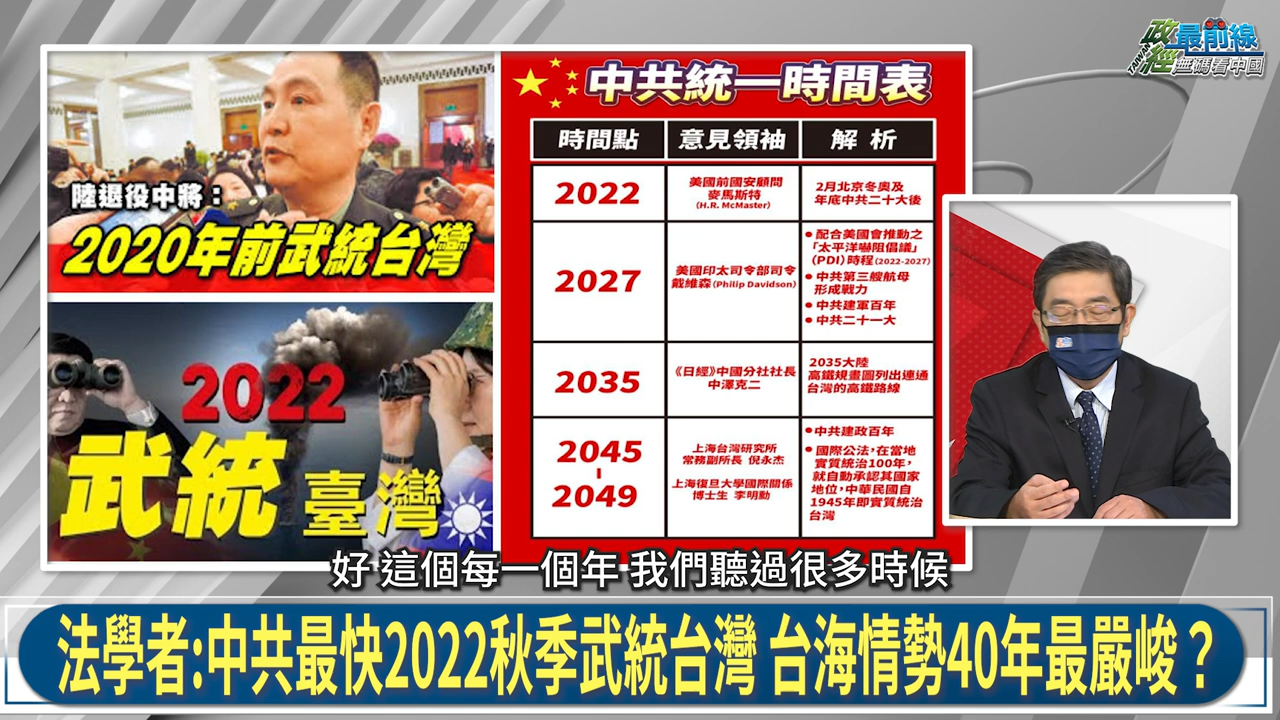 政經最前線
無碼看中國
陸退役中將：
2020年前武統台灣
2022
武統臺灣
中共統一時間表
時間點 意見領袖 解析
2022
美國前國安顧問
麥馬斯特
(H.R. McMaster)
2月北京冬奧及
年底中共二十大後
2027
美國印太司令部司令
戴維森(Philip Davidson)
●配合美國會推動之
「太平洋嚇阻倡議」
(PDI)時程(2022-2027)
●中共第三艘航母
形成戰力
●中共建軍百年
●中共二十一大
2035
《日經》中國分社社長
中澤克二
2035大陸
高鐵規畫圖列出連通
台灣的高鐵路線
2045
-
2049
上海台灣研究所
常務副所長 倪永杰
上海復旦大學國際關係
博士生 李明勳
●中共建政百年
●國際公法，在當地
實質統治100年，
就自動承認其國家
地位，中華民國自
1945年即實質統治
台灣
好 這個每一個年 我們聽過很多時候
法學者:中共最快2022秋季武統台灣 台海情勢40年最嚴峻？